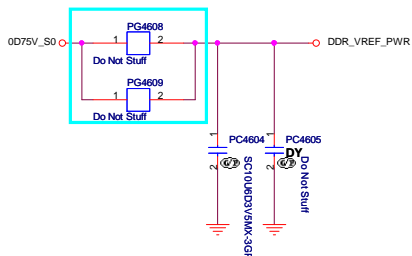 PG4608
0D75V_S0
1
2
DDR_VREF_PWR
Do Not Stuff
PG4609
1
2
Do Not Stuff
1
PC4604
1
PC4605
DY
2
2
SC10U6D3V5MX-3GP
Do Not Stuff